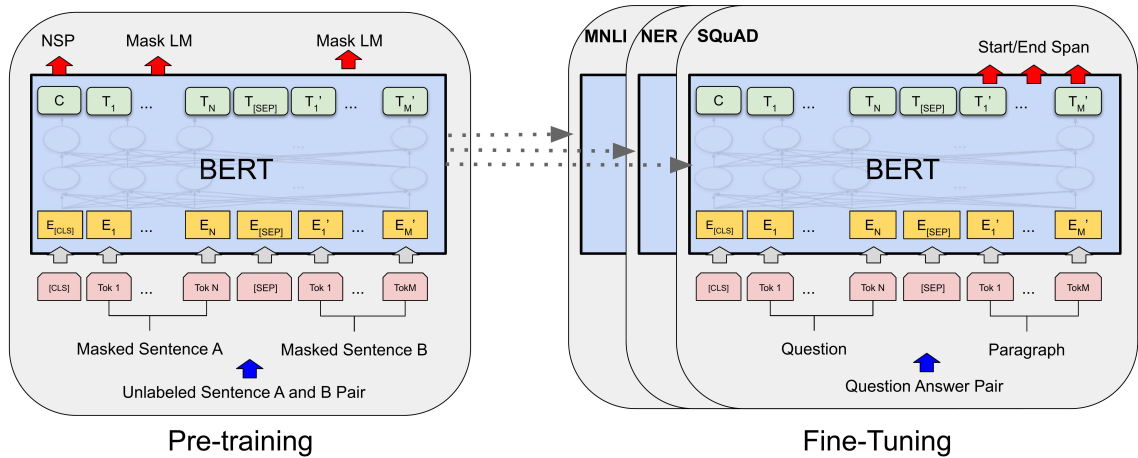 NSP Mask LM Mask LM
C T1 ... TN T[SEP] T1' ... TM'
...
BERT
...
E[CLS] E1 ... EN E[SEP] E1' ... EM'
[CLS] Tok 1 ... Tok N [SEP] Tok 1 ... TokM
Masked Sentence A Masked Sentence B
Unlabeled Sentence A and B Pair
Pre-training
MNLI NER SQuAD
Start/End Span
C T1 ... TN T[SEP] T1' ... TM'
...
BERT
...
E[CLS] E1 ... EN E[SEP] E1' ... EM'
[CLS] Tok 1 ... Tok N [SEP] Tok 1 ... TokM
Question Paragraph
Question Answer Pair
Fine-Tuning